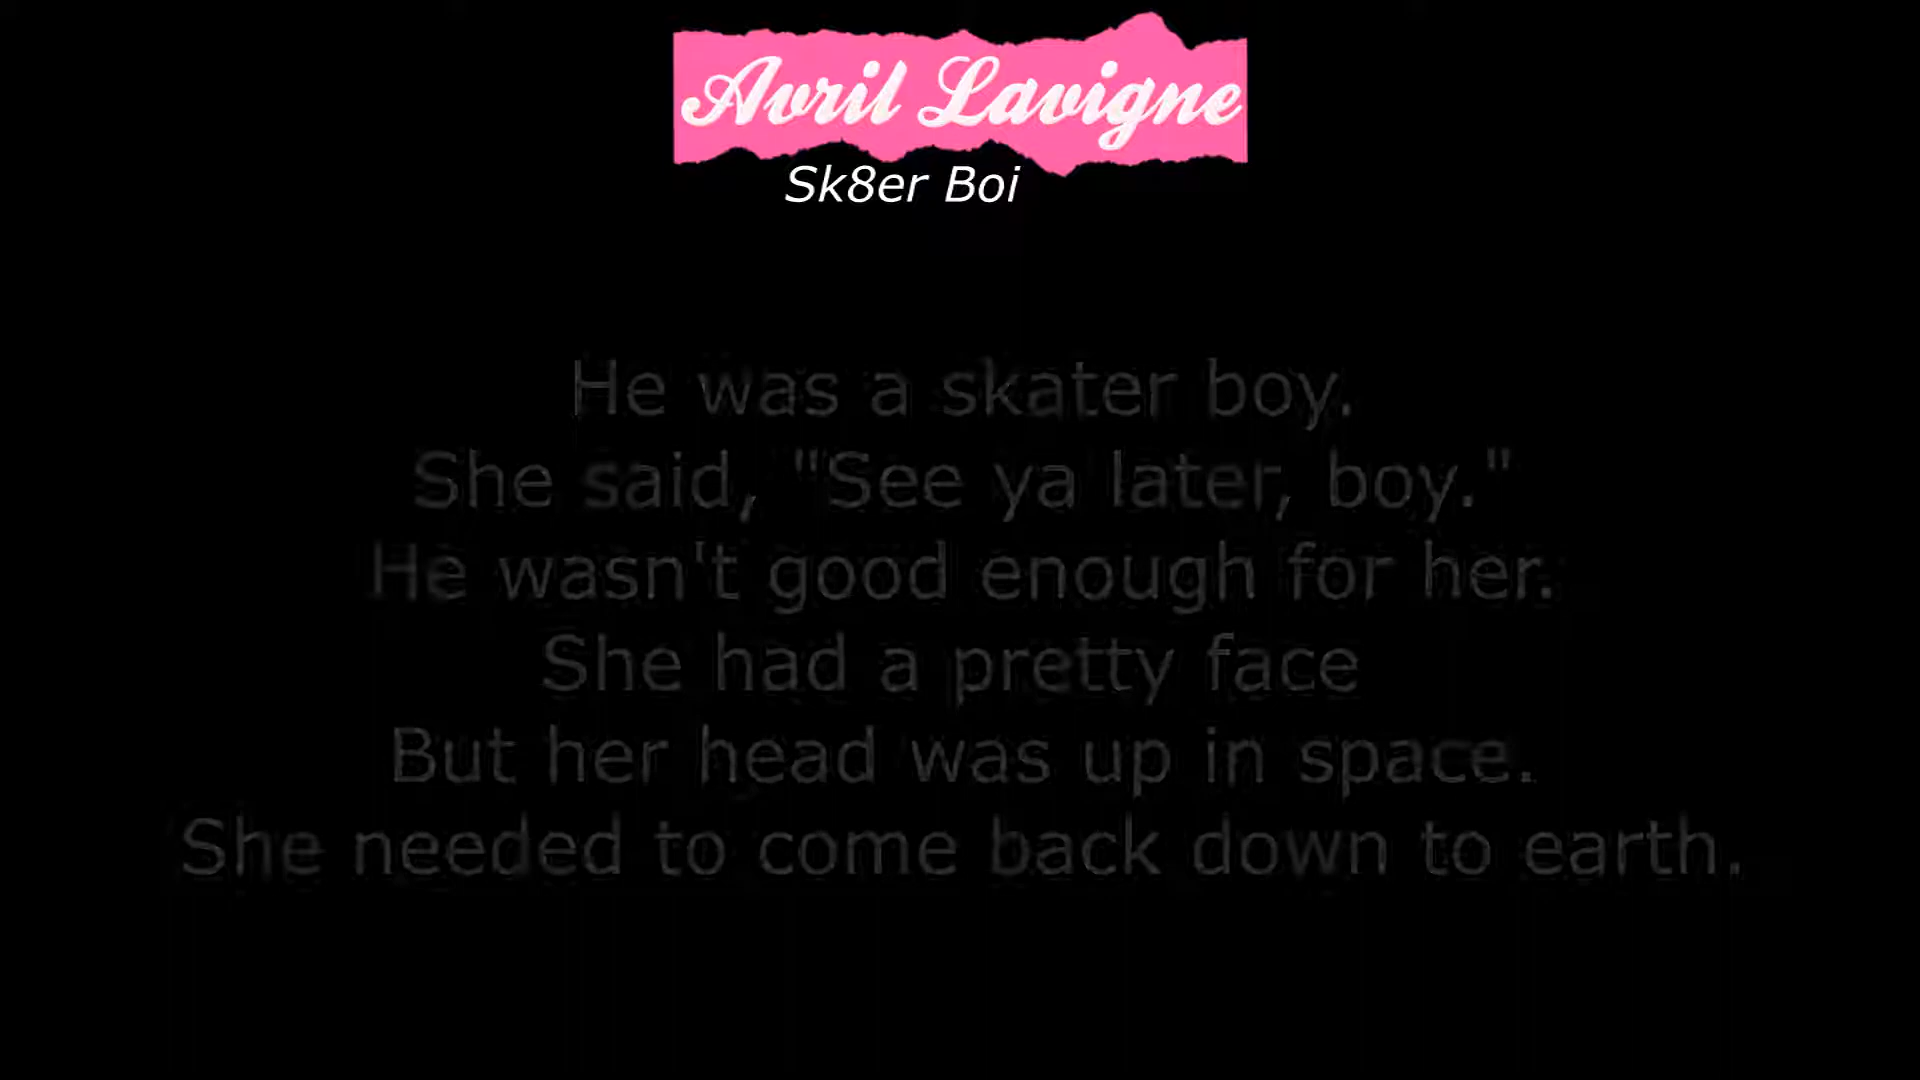 Avril Lavigne
Sk8er Boi
He was a skater boy.
She said, "See ya later, boy."
He wasn't good enough for her.
She had a pretty face
But her head was up in space.
She needed to come back down to earth.